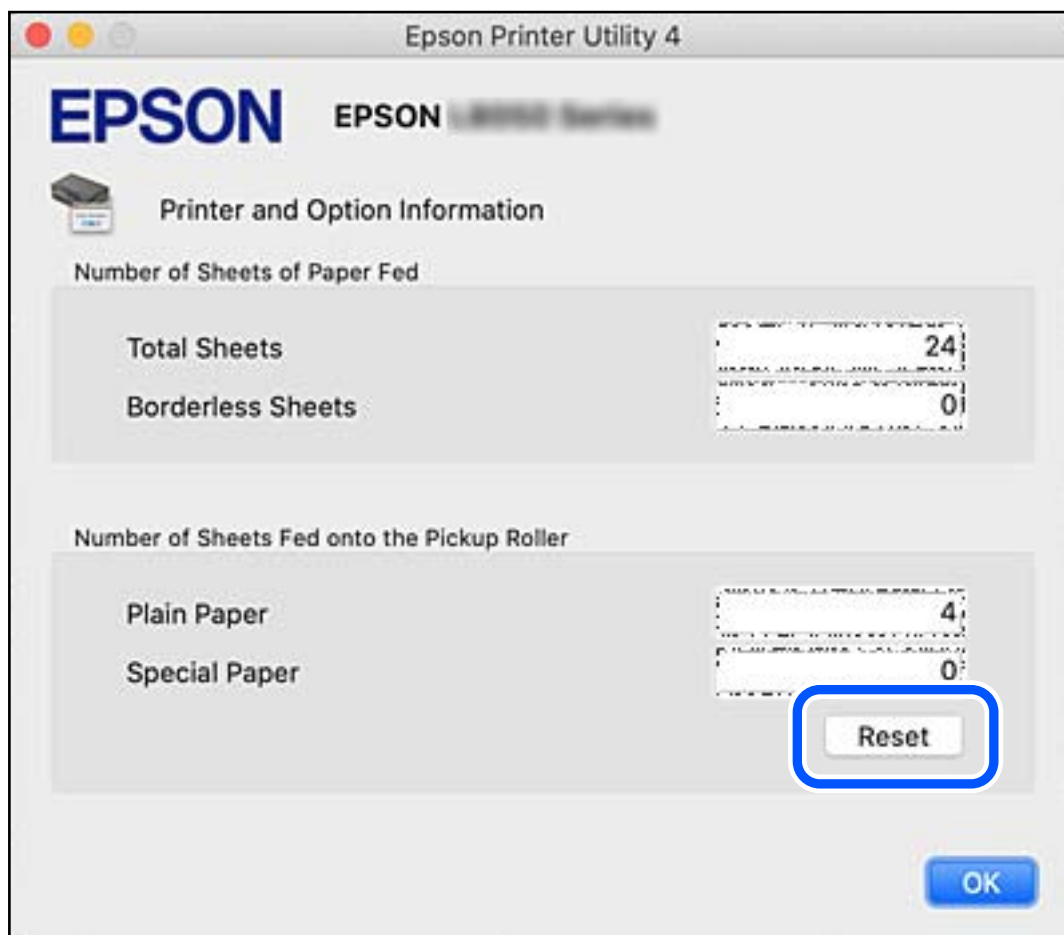 Epson Printer Utility 4
EPSON EPSON
Printer and Option Information
Number of Sheets of Paper Fed
Total Sheets 24
Borderless Sheets 0
Number of Sheets Fed onto the Pickup Roller
Plain Paper 4
Special Paper 0
Reset
OK